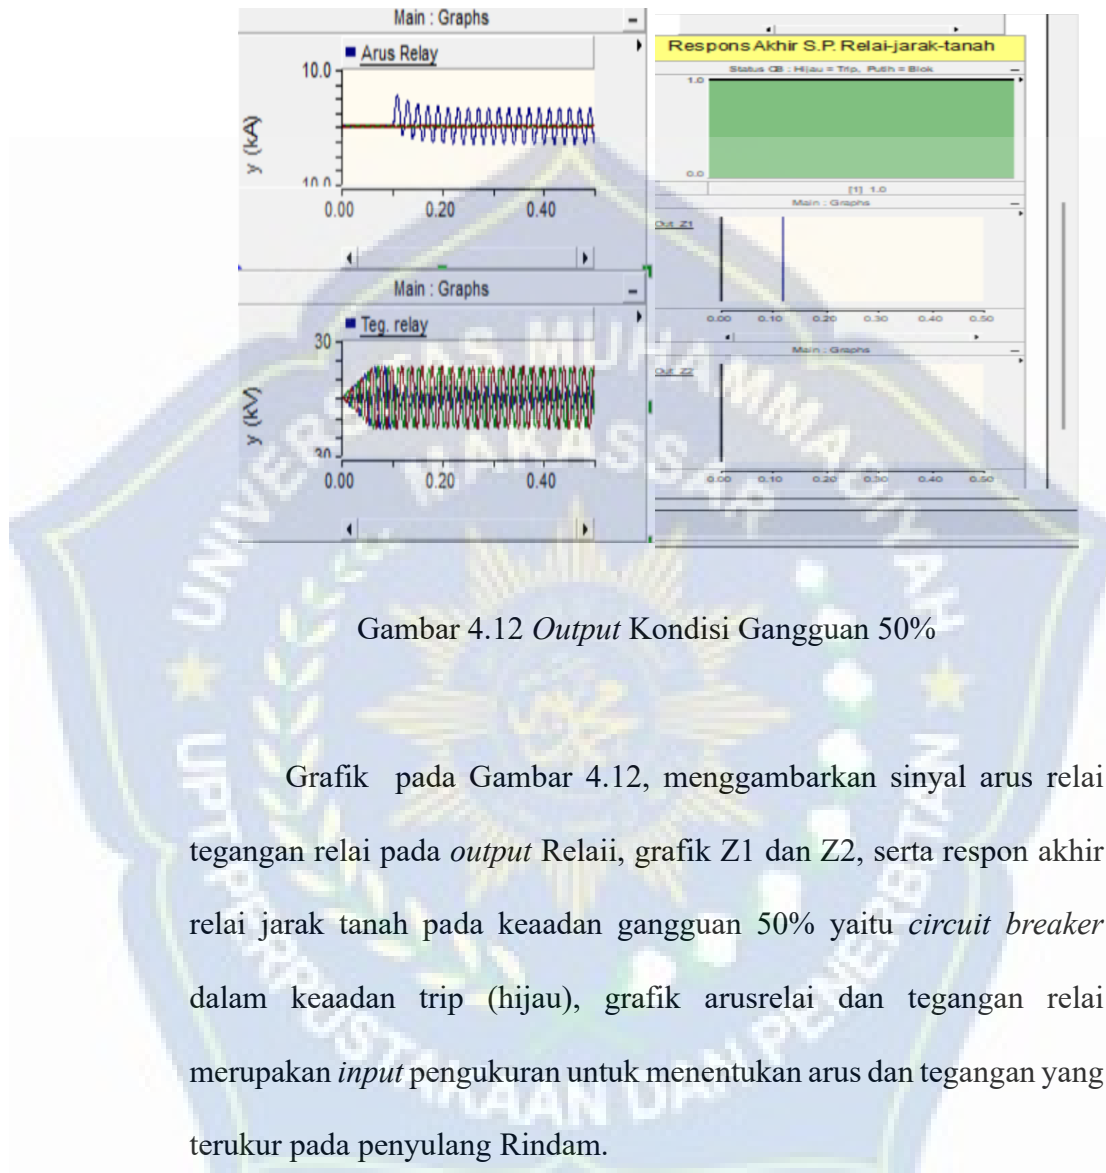 Main : Graphs
Arus Relay
10.0
y (kA)
10.0
0.00 0.20 0.40
Main : Graphs
Teg. relay
30
y (kV)
30
0.00 0.20 0.40
Respons Akhir S.P. Relai-jarak-tanah
Status CB : Hijau = Trip, Putih = Blok
1.0
0.0
[1] 1.0
Main : Graphs
Out Z1
0.00 0.10 0.20 0.30 0.40 0.50
Main : Graphs
Out Z2
0.00 0.10 0.20 0.30 0.40 0.50
Gambar 4.12 Output Kondisi Gangguan 50%
Grafik pada Gambar 4.12, menggambarkan sinyal arus relai
tegangan relai pada output Relaii, grafik Z1 dan Z2, serta respon akhir
relai jarak tanah pada keaadan gangguan 50% yaitu circuit breaker
dalam keaadan trip (hijau), grafik arusrelai dan tegangan relai
merupakan input pengukuran untuk menentukan arus dan tegangan yang
terukur pada penyulang Rindam.
UNIVERSITAS MUHAMMADIYAH
MAKASSAR
UPT PERPUSTAKAAN DAN PENERBITAN